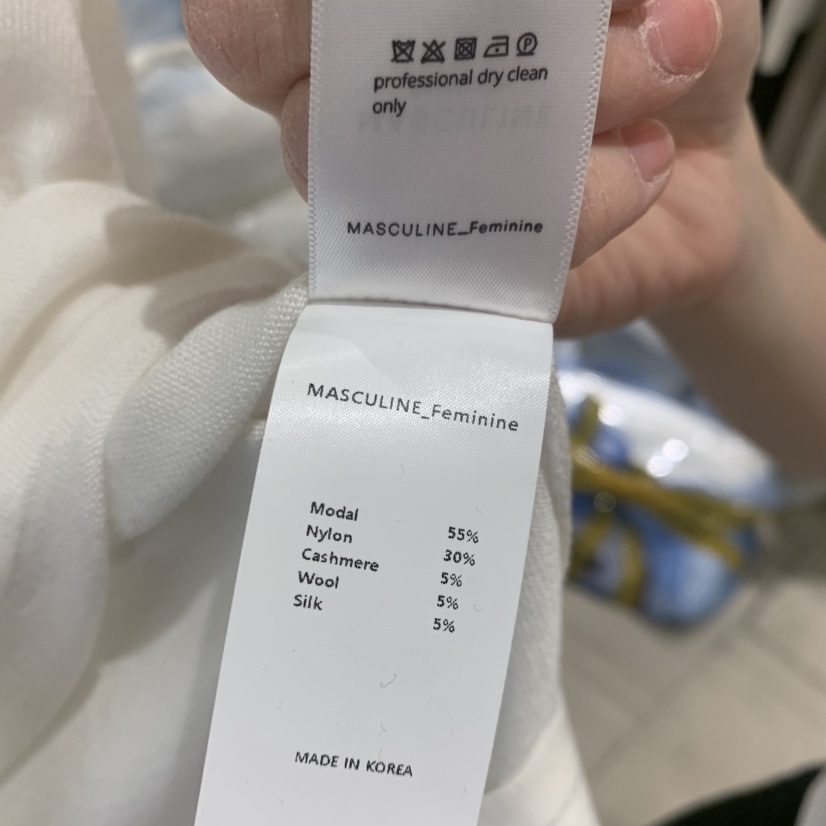 professional dry clean
only
MASCULINE_Feminine
MASCULINE_Feminine
Modal 55%
Nylon 30%
Cashmere 5%
Wool 5%
Silk 5%
MADE IN KOREA